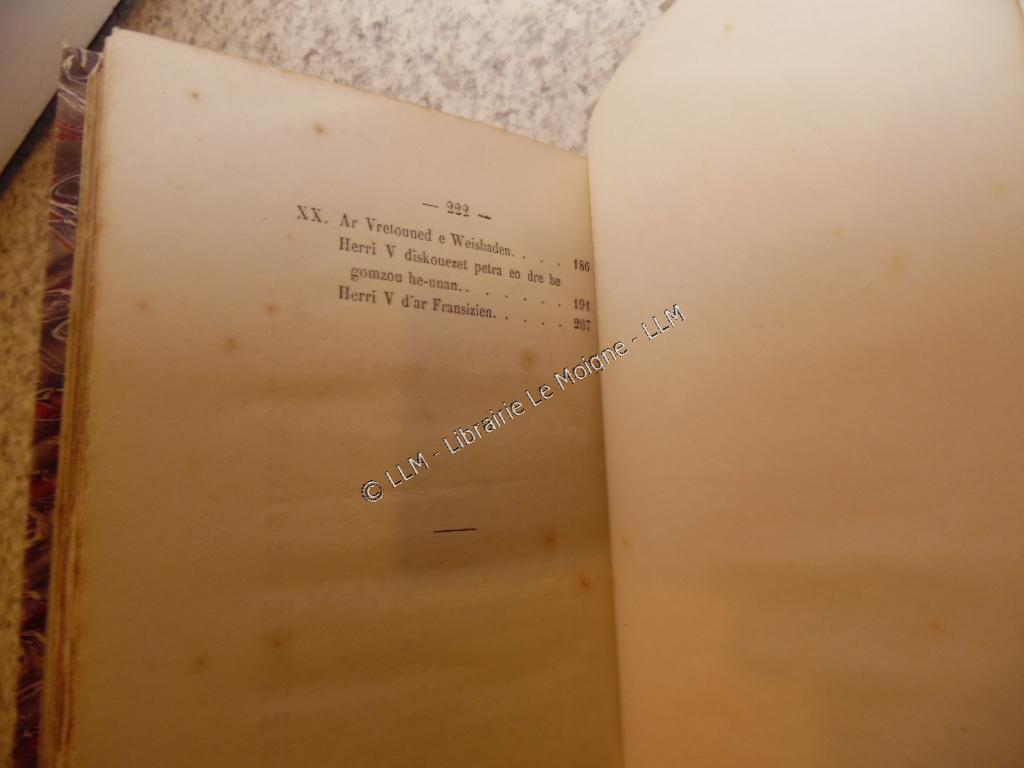 — 222 —
XX. Ar Vretouned e Weisbaden. . . . 186
Herri V diskouezet petra eo dre he
gomzou he-unan. . . . . . . . 191
Herri V d'ar Fransizien. . . . . . 207
© LLM - Librairie Le Moigne - LLM